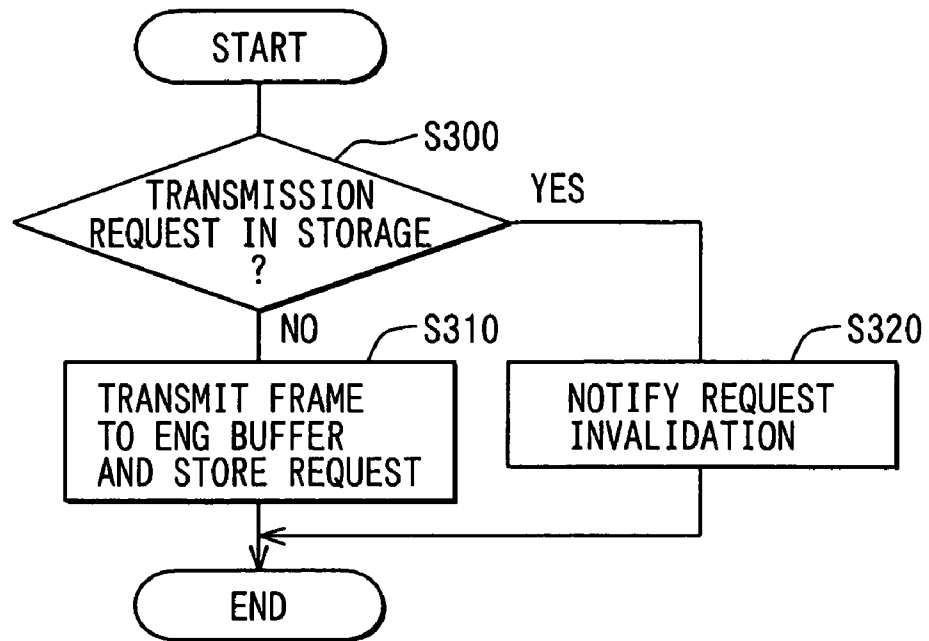 START
S300
TRANSMISSION
REQUEST IN STORAGE
?
YES
NO
S310
TRANSMIT FRAME
TO ENG BUFFER
AND STORE REQUEST
S320
NOTIFY REQUEST
INVALIDATION
END